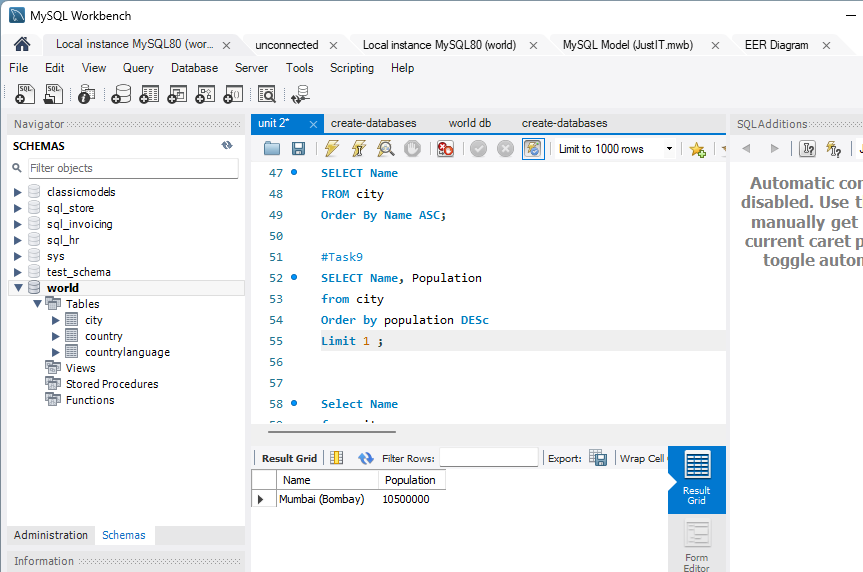 MySQL Workbench
Local instance MySQL80 (wor...
unconnected
Local instance MySQL80 (world)
MySQL Model (JustIT.mwb)
EER Diagram
File Edit View Query Database Server Tools Scripting Help
Navigator
SCHEMAS
Filter objects
classicmodels
sql_store
sql_invoicing
sql_hr
sys
test_schema
world
Tables
city
country
countrylanguage
Views
Stored Procedures
Functions
Administration Schemas
Information
unit 2* create-databases world db create-databases
Limit to 1000 rows
47 SELECT Name
48 FROM city
49 Order By Name ASC;
50
51 #Task9
52 SELECT Name, Population
53 from city
54 Order by population DESc
55 Limit 1 ;
56
57
58 Select Name
Result Grid Filter Rows: Export: Wrap Cell
Name Population
Mumbai (Bombay) 10500000
Result
Grid
Form
Editor
SQLAdditions
Automatic co
disabled. Use t
manually get
current caret p
toggle auto